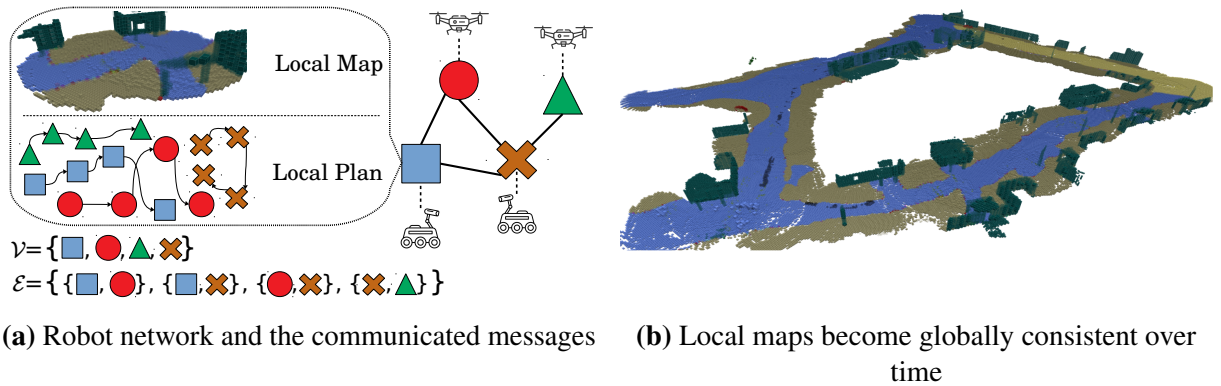 Local Map
Local Plan
𝒱={ , , , }
ℰ={ { , }, { , }, { , }, { , } }
(a) Robot network and the communicated messages
(b) Local maps become globally consistent over
time